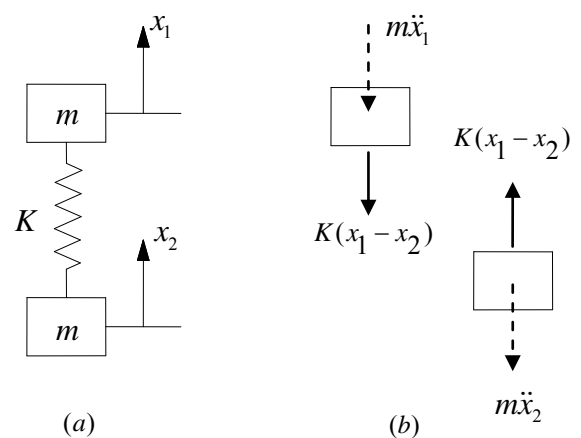 x₁
m
K
x₂
m
(a)
mẍ₁
K(x₁ − x₂)
K(x₁ − x₂)
mẍ₂
(b)